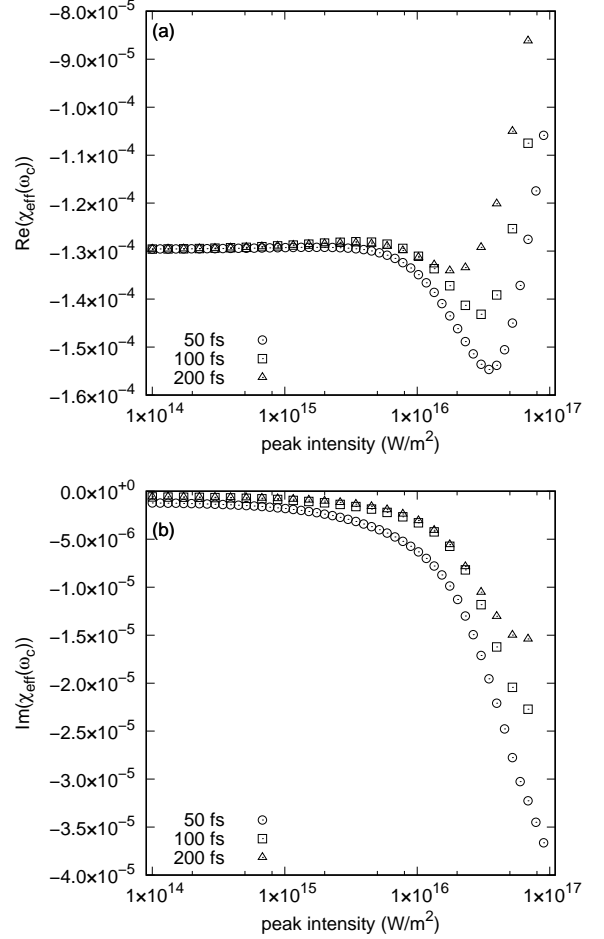 (a)
Re(χeff(ωc))
−8.0×10⁻⁵
−9.0×10⁻⁵
−1.0×10⁻⁴
−1.1×10⁻⁴
−1.2×10⁻⁴
−1.3×10⁻⁴
−1.4×10⁻⁴
−1.5×10⁻⁴
−1.6×10⁻⁴
50 fs
100 fs
200 fs
1×10¹⁴ 1×10¹⁵ 1×10¹⁶ 1×10¹⁷
peak intensity (W/m²)
(b)
Im(χeff(ωc))
0.0×10⁺⁰
−5.0×10⁻⁶
−1.0×10⁻⁵
−1.5×10⁻⁵
−2.0×10⁻⁵
−2.5×10⁻⁵
−3.0×10⁻⁵
−3.5×10⁻⁵
−4.0×10⁻⁵
50 fs
100 fs
200 fs
1×10¹⁴ 1×10¹⁵ 1×10¹⁶ 1×10¹⁷
peak intensity (W/m²)